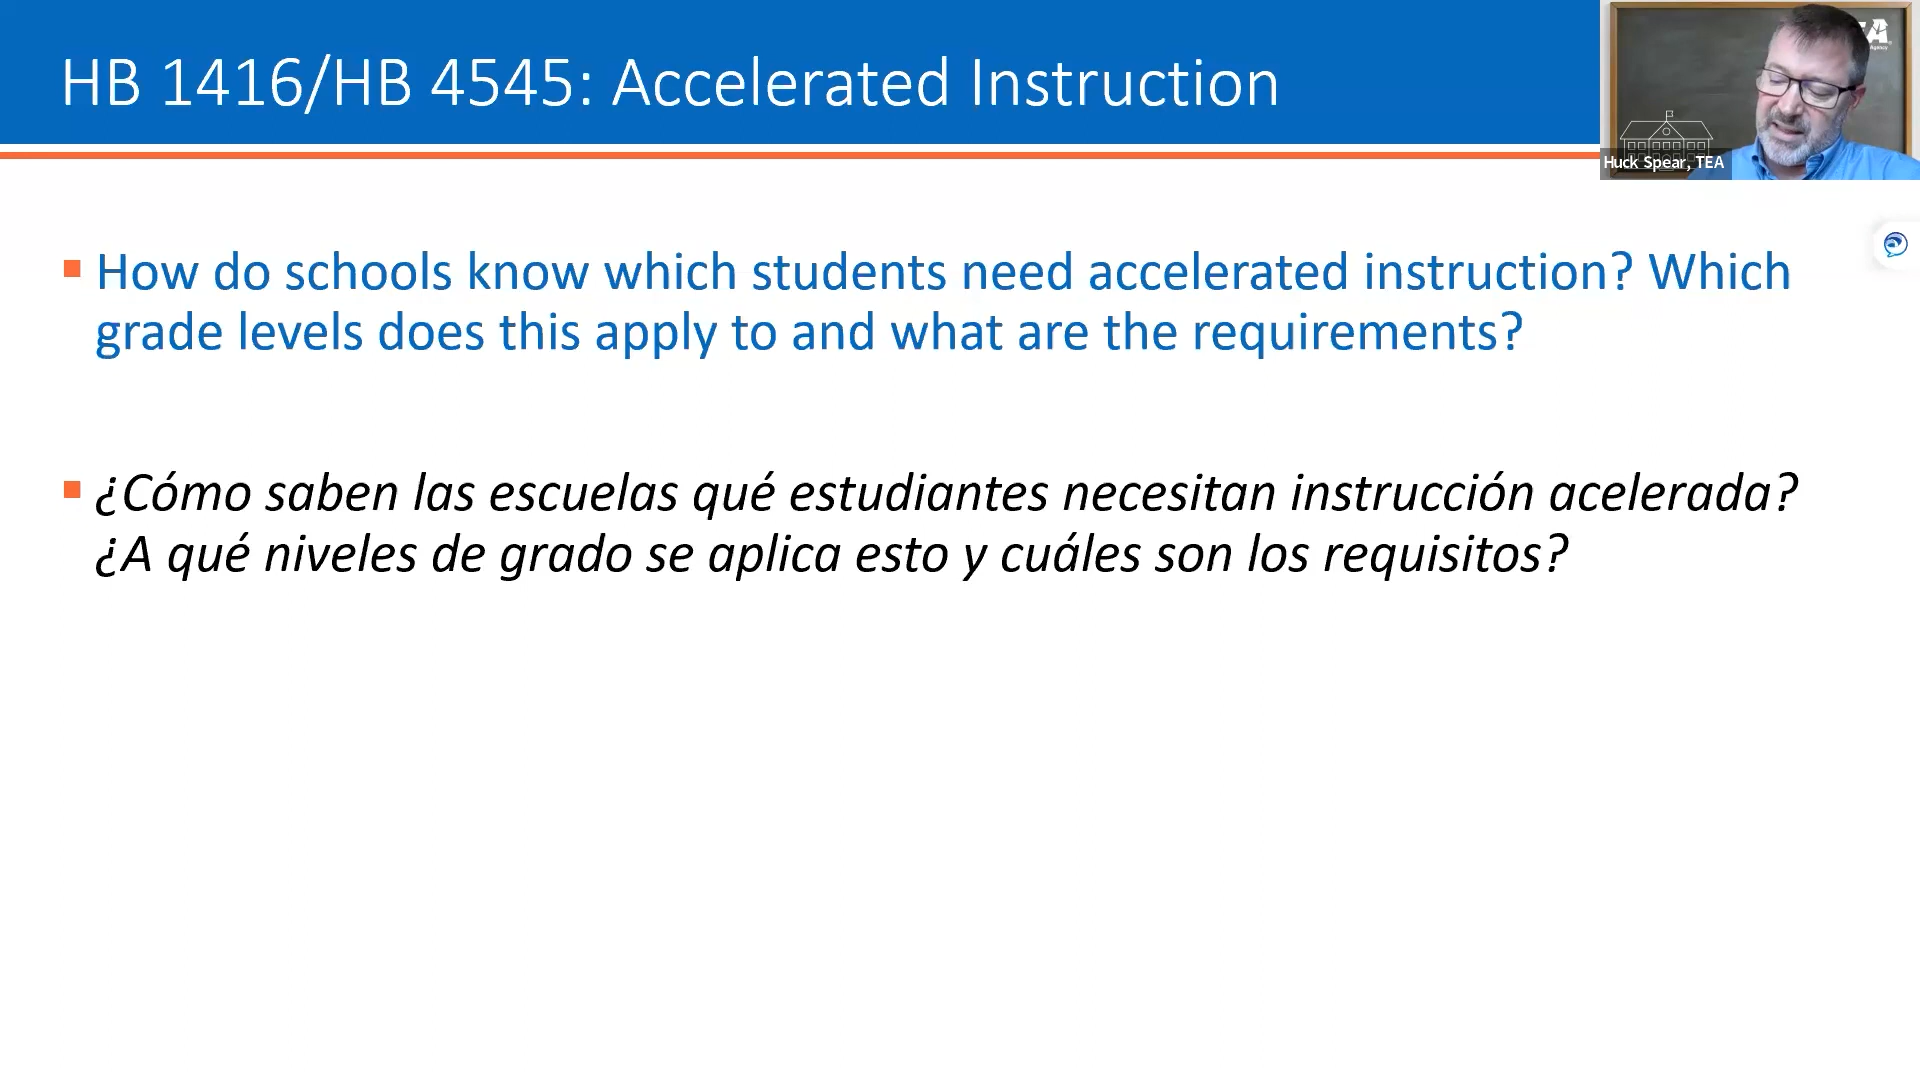 HB 1416/HB 4545: Accelerated Instruction
Huck Spear, TEA
How do schools know which students need accelerated instruction? Which
grade levels does this apply to and what are the requirements?
¿Cómo saben las escuelas qué estudiantes necesitan instrucción acelerada?
¿A qué niveles de grado se aplica esto y cuáles son los requisitos?